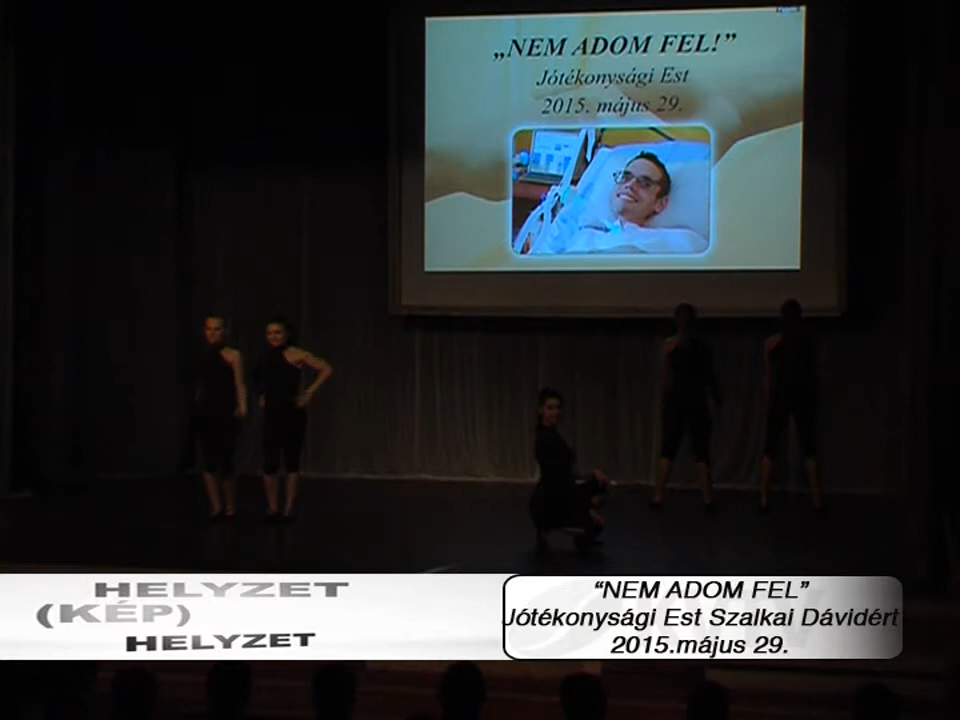 „NEM ADOM FEL!”
Jótékonysági Est
2015. május 29.
HELYZET
(KÉP)
HELYZET
“NEM ADOM FEL”
Jótékonysági Est Szalkai Dávidért
2015.május 29.